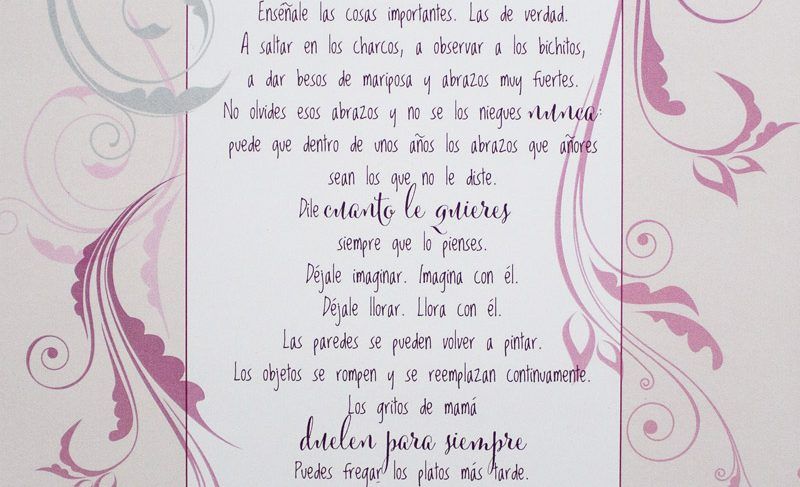 Enséñale las cosas importantes. Las de verdad.
A saltar en los charcos, a observar a los bichitos,
a dar besos de mariposa y abrazos muy fuertes.
No olvides esos abrazos y no se los niegues nunca:
puede que dentro de unos años los abrazos que añores
sean los que no le diste.
Dile cuanto le quieres
siempre que lo pienses.
Déjale imaginar. Imagina con él.
Déjale llorar. Llora con él.
Las paredes se pueden volver a pintar.
Los objetos se rompen y se reemplazan continuamente.
Los gritos de mamá
duelen para siempre
Puedes fregar los platos más tarde.